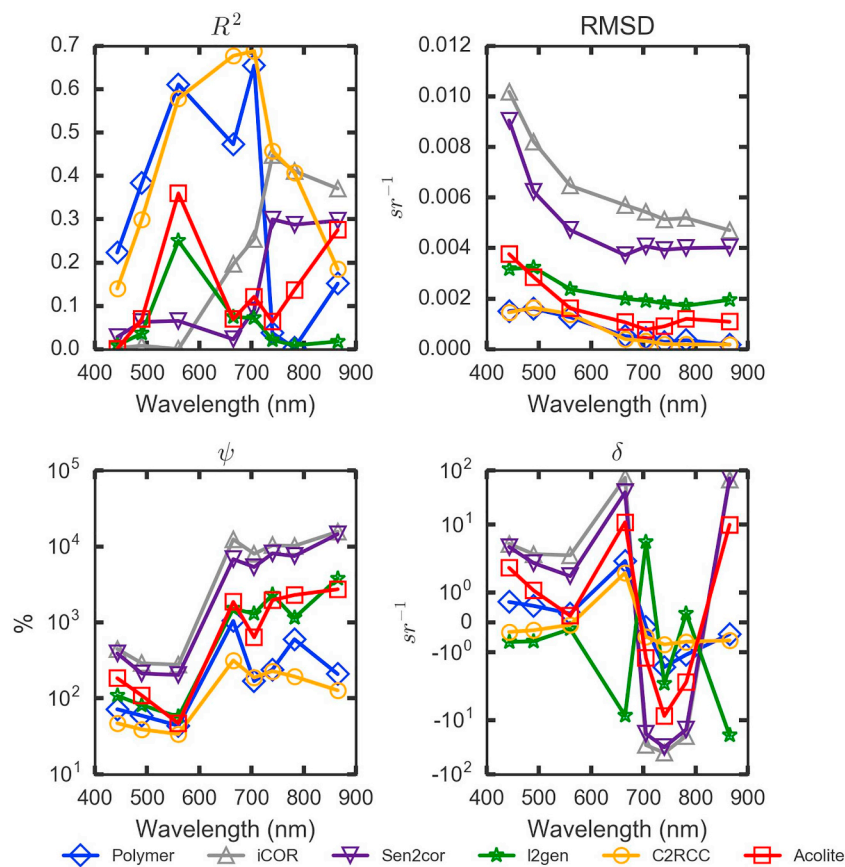 R²
RMSD
0.7
0.6
0.5
0.4
0.3
0.2
0.1
0.0
400 500 600 700 800 900
Wavelength (nm)
sr⁻¹
0.012
0.010
0.008
0.006
0.004
0.002
0.000
400 500 600 700 800 900
Wavelength (nm)
ψ
δ
%
10⁵
10⁴
10³
10²
10¹
400 500 600 700 800 900
Wavelength (nm)
sr⁻¹
10²
10¹
10⁰
0
-10⁰
-10¹
-10²
400 500 600 700 800 900
Wavelength (nm)
Polymer iCOR Sen2cor l2gen C2RCC Acolite